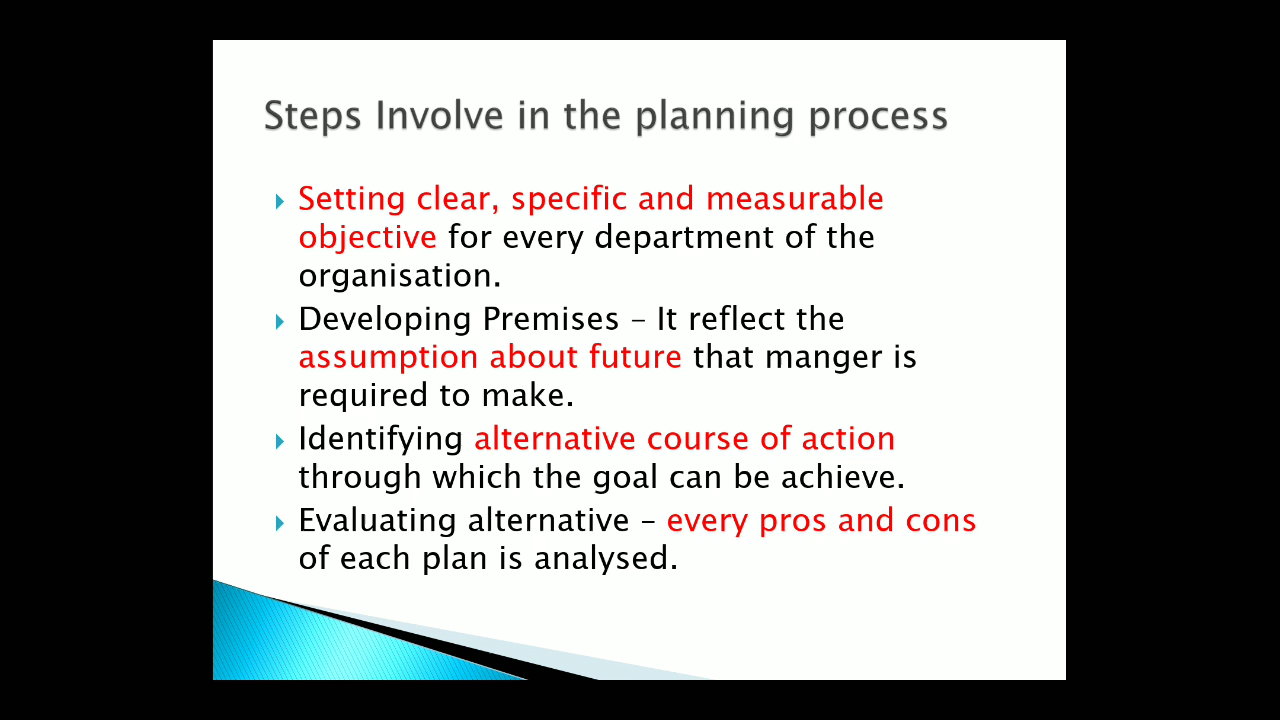 Steps Involve in the planning process
Setting clear, specific and measurable
objective for every department of the
organisation.
Developing Premises – It reflect the
assumption about future that manger is
required to make.
Identifying alternative course of action
through which the goal can be achieve.
Evaluating alternative – every pros and cons
of each plan is analysed.